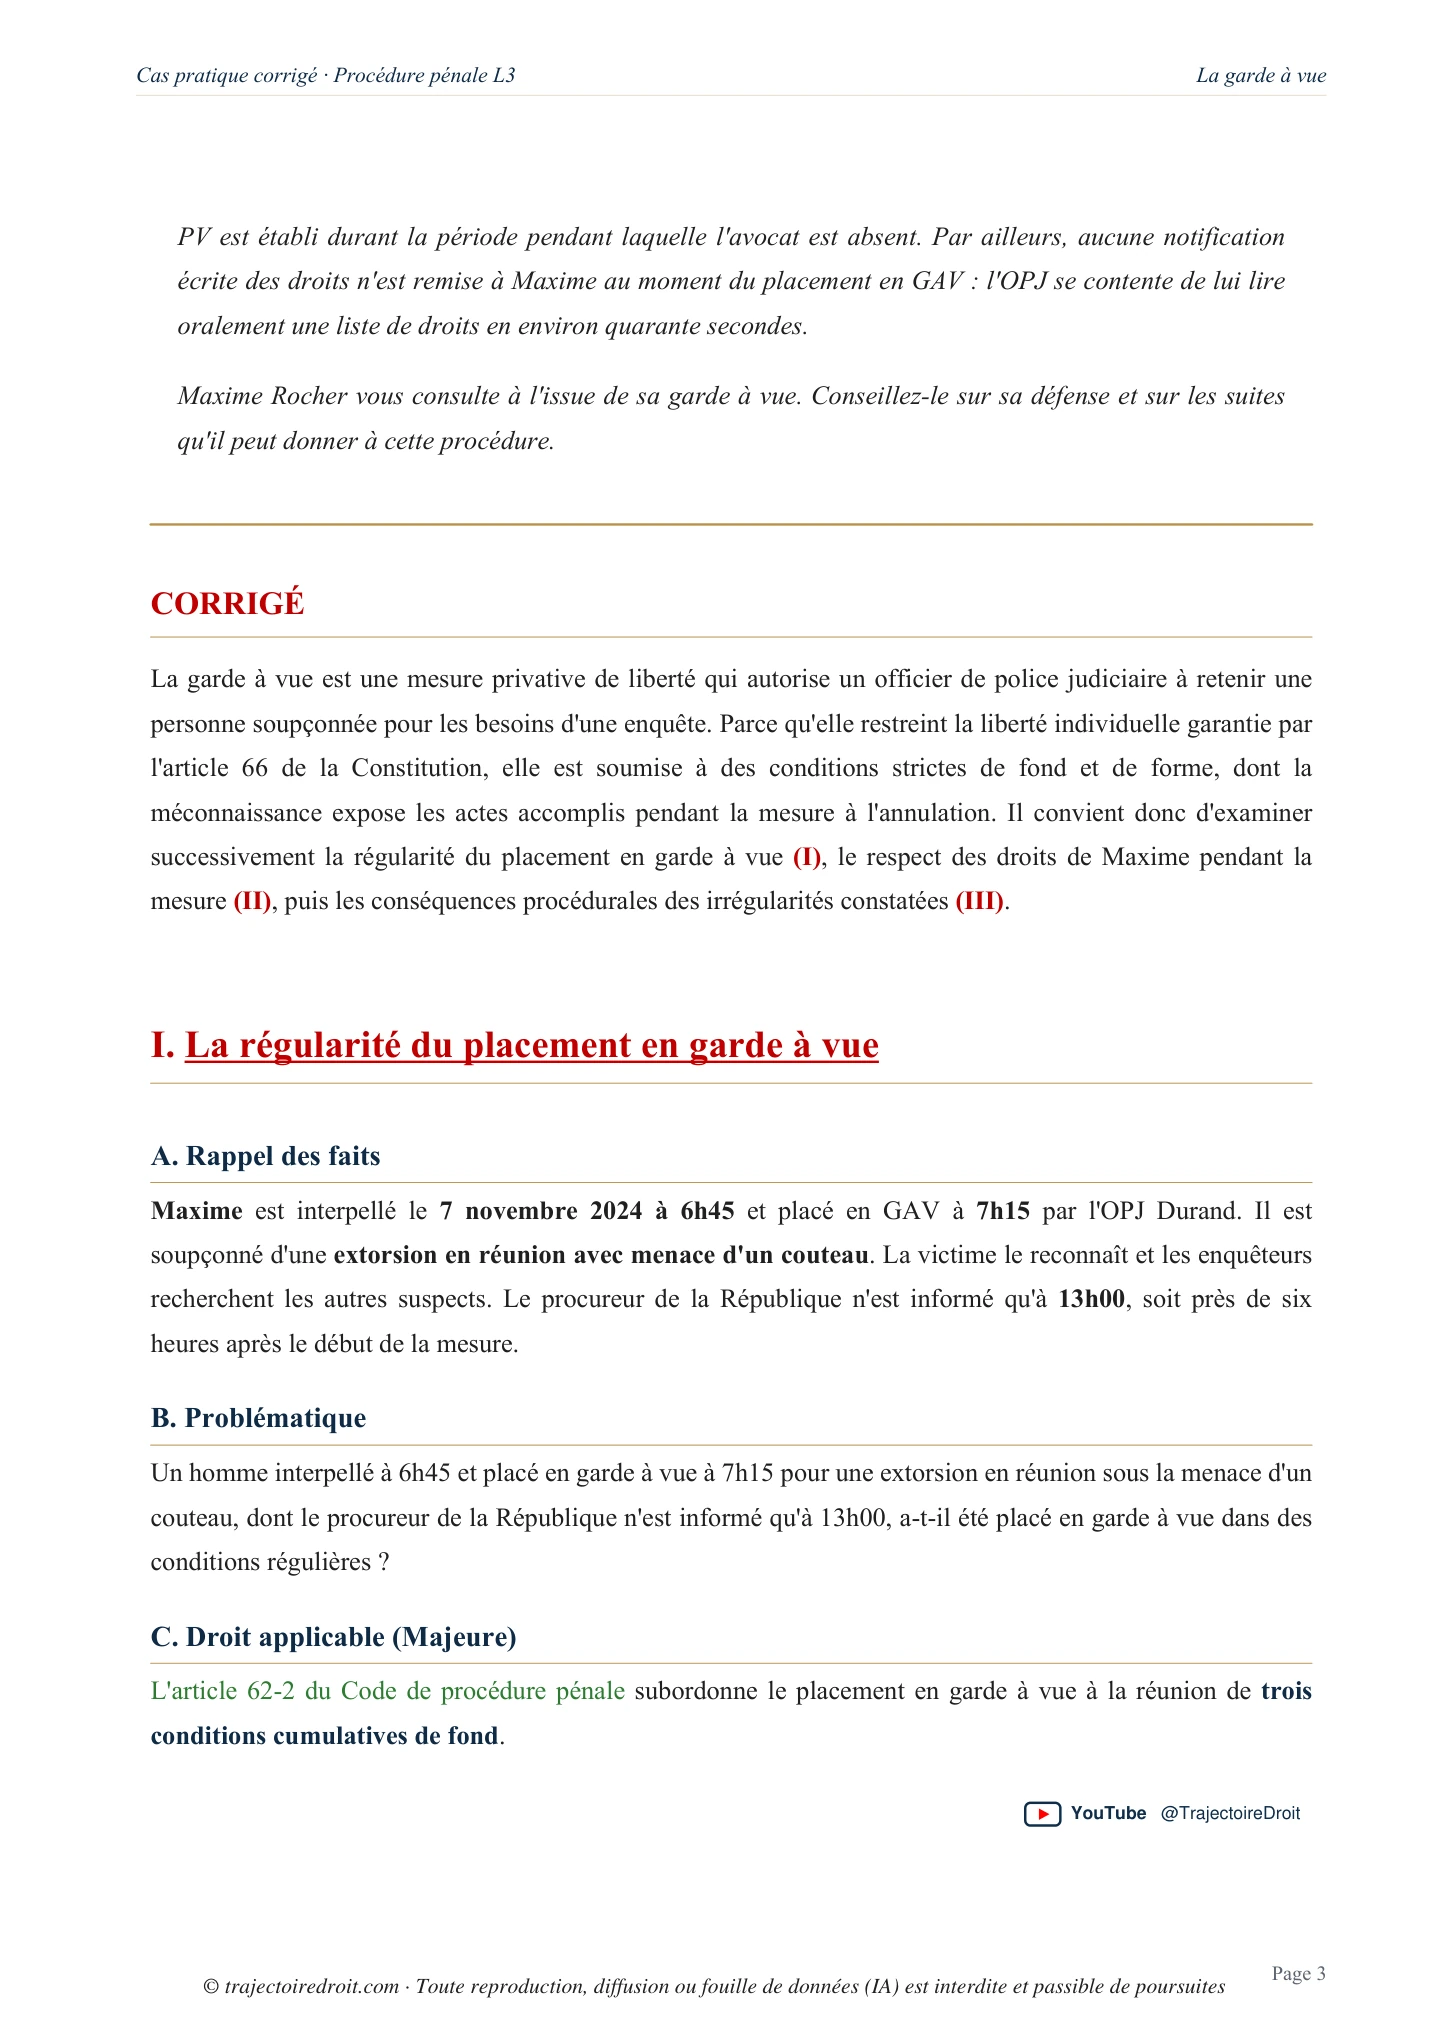 Cas pratique corrigé · Procédure pénale L3
La garde à vue
PV est établi durant la période pendant laquelle l'avocat est absent. Par ailleurs, aucune notification
écrite des droits n'est remise à Maxime au moment du placement en GAV : l'OPJ se contente de lui lire
oralement une liste de droits en environ quarante secondes.
Maxime Rocher vous consulte à l'issue de sa garde à vue. Conseillez-le sur sa défense et sur les suites
qu'il peut donner à cette procédure.
CORRIGÉ
La garde à vue est une mesure privative de liberté qui autorise un officier de police judiciaire à retenir une
personne soupçonnée pour les besoins d'une enquête. Parce qu'elle restreint la liberté individuelle garantie par
l'article 66 de la Constitution, elle est soumise à des conditions strictes de fond et de forme, dont la
méconnaissance expose les actes accomplis pendant la mesure à l'annulation. Il convient donc d'examiner
successivement la régularité du placement en garde à vue (I), le respect des droits de Maxime pendant la
mesure (II), puis les conséquences procédurales des irrégularités constatées (III).
I. La régularité du placement en garde à vue
A. Rappel des faits
Maxime est interpellé le 7 novembre 2024 à 6h45 et placé en GAV à 7h15 par l'OPJ Durand. Il est
soupçonné d'une extorsion en réunion avec menace d'un couteau. La victime le reconnaît et les enquêteurs
recherchent les autres suspects. Le procureur de la République n'est informé qu'à 13h00, soit près de six
heures après le début de la mesure.
B. Problématique
Un homme interpellé à 6h45 et placé en garde à vue à 7h15 pour une extorsion en réunion sous la menace d'un
couteau, dont le procureur de la République n'est informé qu'à 13h00, a-t-il été placé en garde à vue dans des
conditions régulières ?
C. Droit applicable (Majeure)
L'article 62-2 du Code de procédure pénale subordonne le placement en garde à vue à la réunion de trois
conditions cumulatives de fond.
YouTube @TrajectoireDroit
Page 3
© trajectoiredroit.com · Toute reproduction, diffusion ou fouille de données (IA) est interdite et passible de poursuites